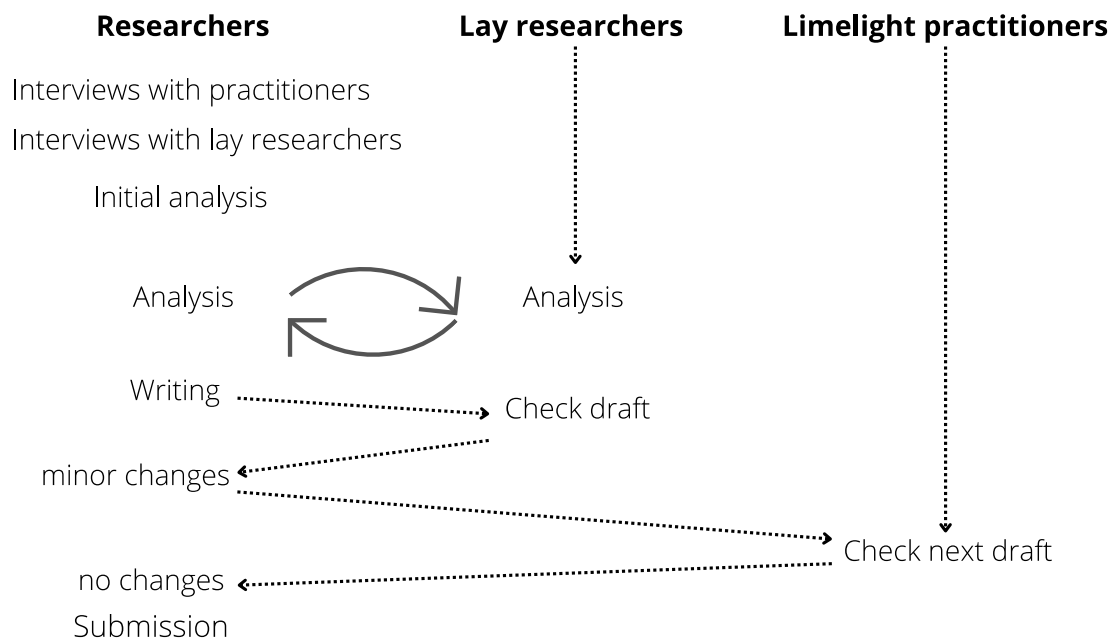 Researchers
Lay researchers
Limelight practitioners
Interviews with practitioners
Interviews with lay researchers
Initial analysis
Analysis
Analysis
Writing
Check draft
minor changes
Check next draft
no changes
Submission